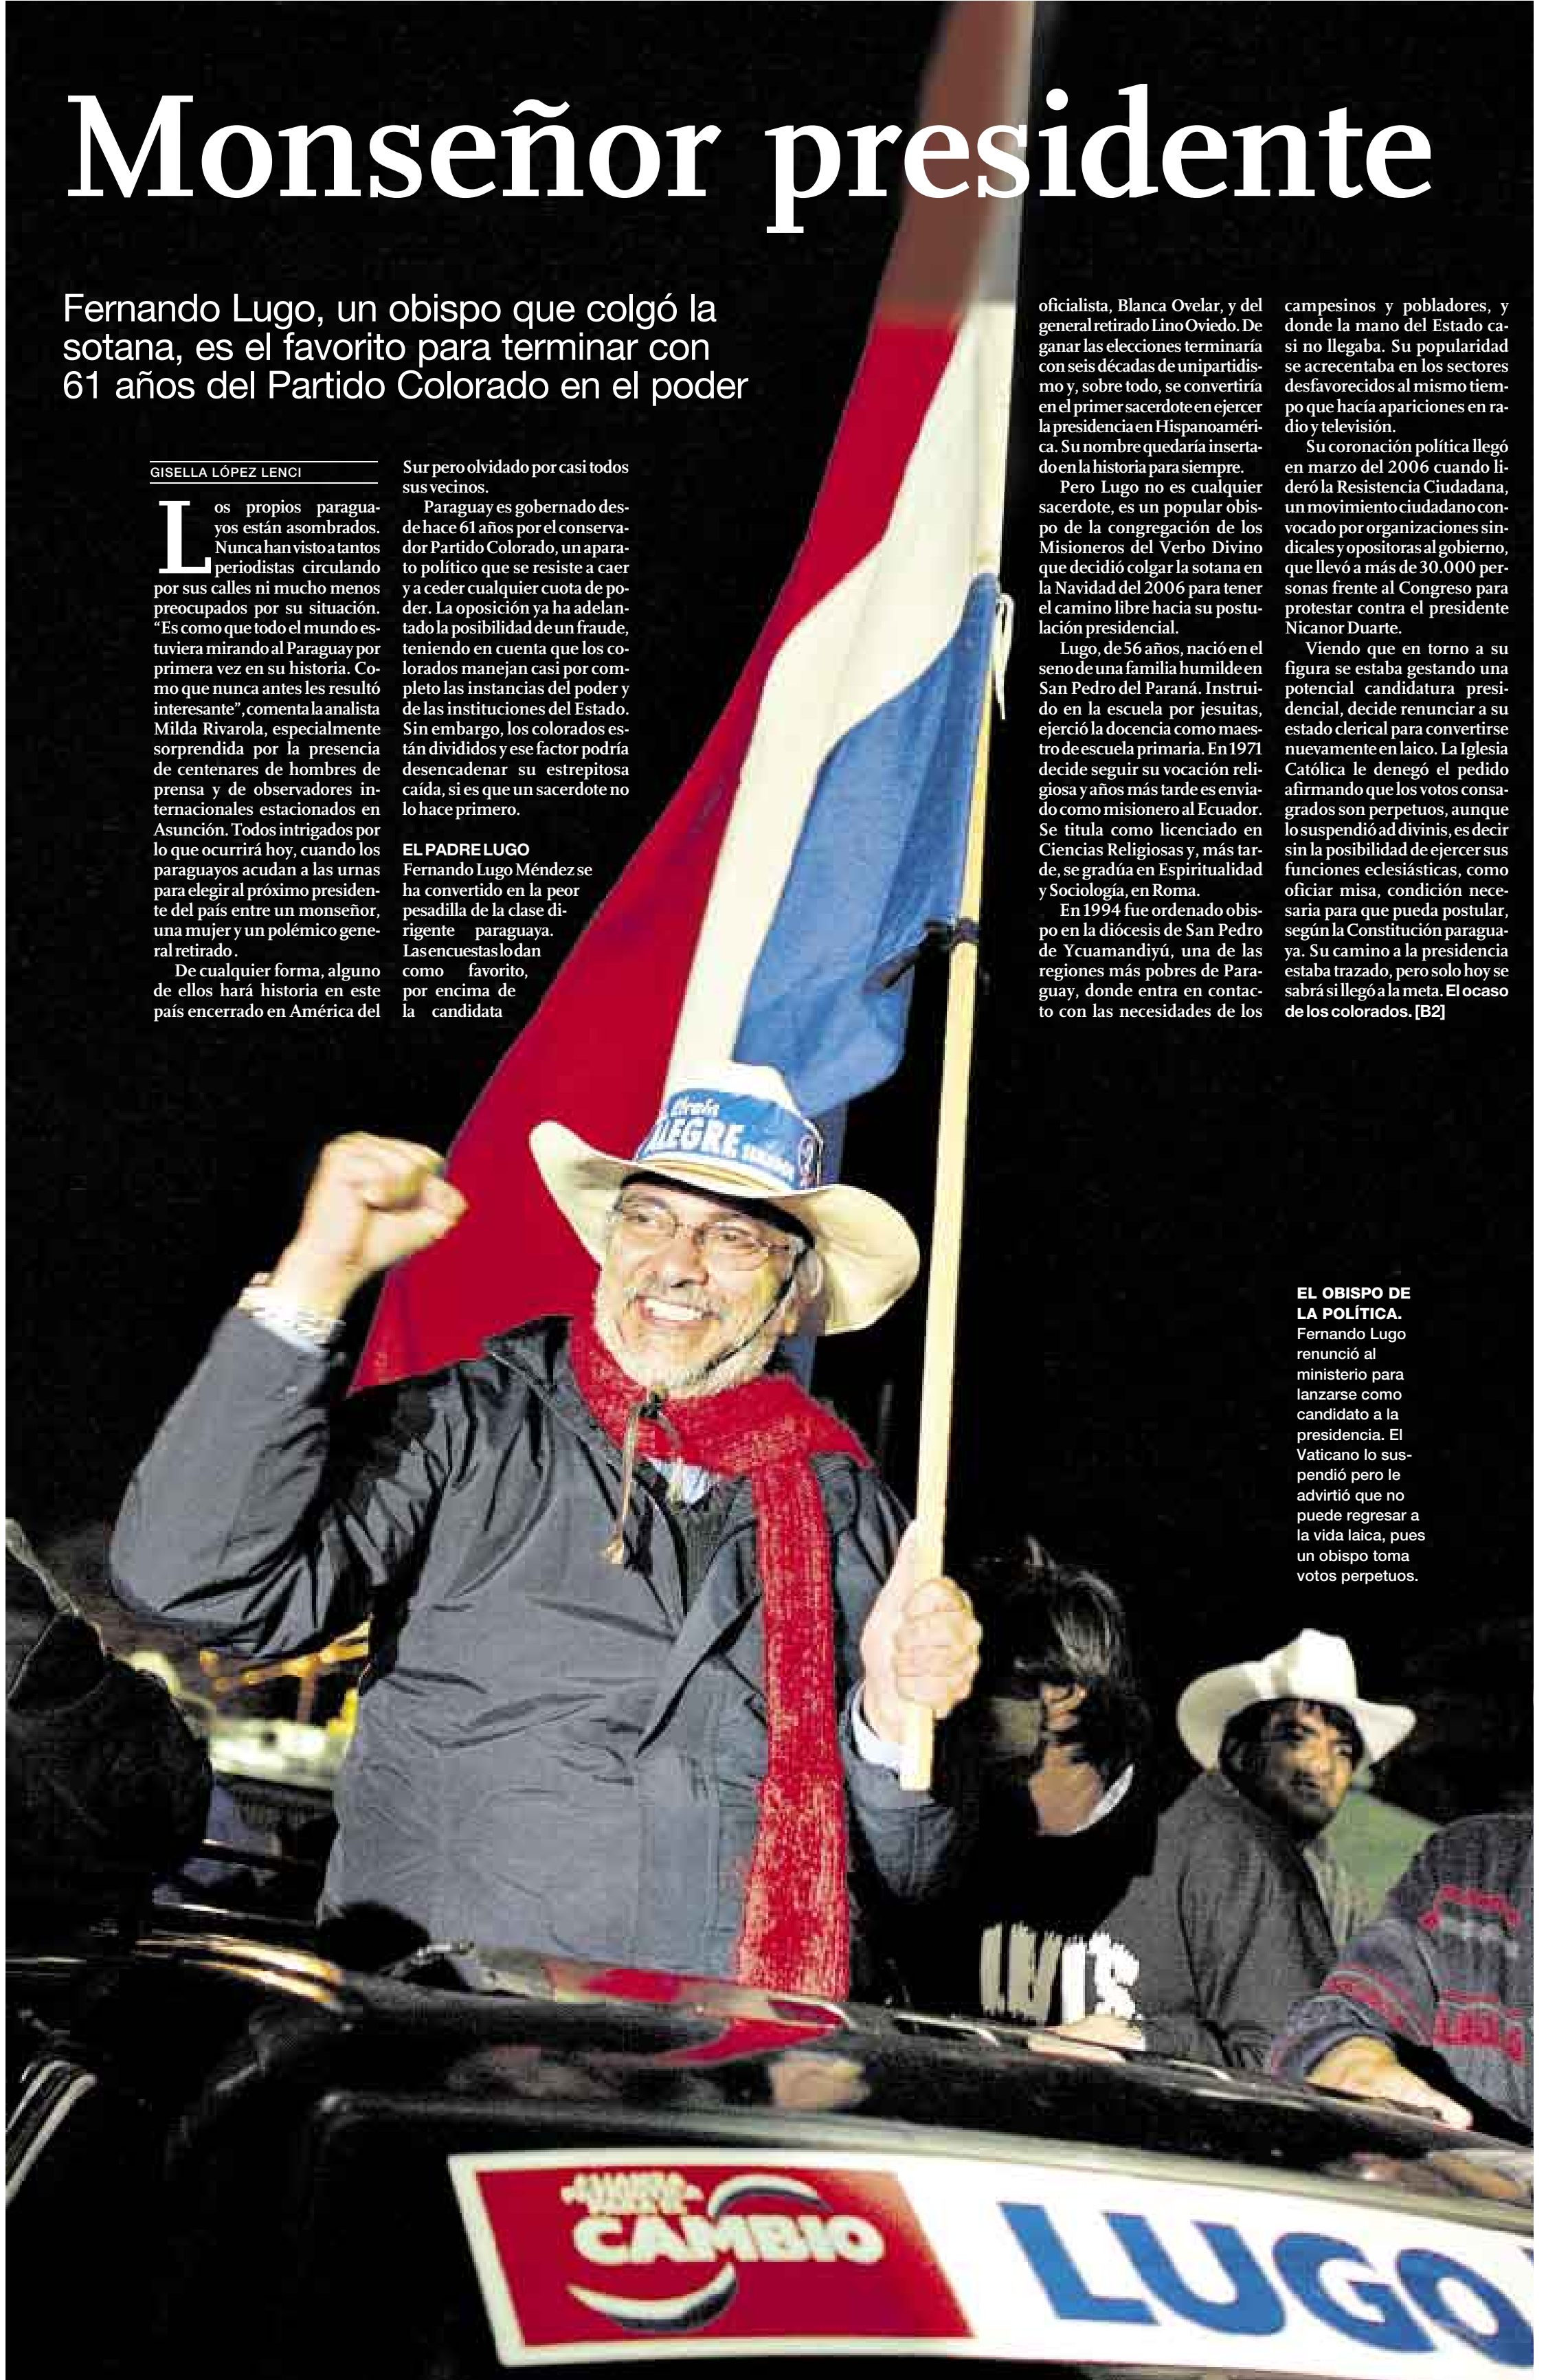 Monseñor presidente
Fernando Lugo, un obispo que colgó la
sotana, es el favorito para terminar con
61 años del Partido Colorado en el poder
GISELLA LÓPEZ LENCI
Los propios paragua-
yos están asombrados.
Nunca han visto a tantos
periodistas circulando
por sus calles ni mucho menos
preocupados por su situación.
“Es como que todo el mundo es-
tuviera mirando al Paraguay por
primera vez en su historia. Co-
mo que nunca antes les resultó
interesante”, comenta la analista
Milda Rivarola, especialmente
sorprendida por la presencia
de centenares de hombres de
prensa y de observadores in-
ternacionales estacionados en
Asunción. Todos intrigados por
lo que ocurrirá hoy, cuando los
paraguayos acudan a las urnas
para elegir al próximo presiden-
te del país entre un monseñor,
una mujer y un polémico gene-
ral retirado.
De cualquier forma, alguno
de ellos hará historia en este
país encerrado en América del
Sur pero olvidado por casi todos
sus vecinos.
Paraguay es gobernado des-
de hace 61 años por el conserva-
dor Partido Colorado, un apara-
to político que se resiste a caer
y a ceder cualquier cuota de po-
der. La oposición ya ha adelan-
tado la posibilidad de un fraude,
teniendo en cuenta que los co-
lorados manejan casi por com-
pleto las instancias del poder y
de las instituciones del Estado.
Sin embargo, los colorados es-
tán divididos y ese factor podría
desencadenar su estrepitosa
caída, si es que un sacerdote no
lo hace primero.
EL PADRE LUGO
Fernando Lugo Méndez se
ha convertido en la peor
pesadilla de la clase di-
rigente paraguaya.
Las encuestas lo dan
como favorito,
por encima de
la candidata
oficialista, Blanca Ovelar, y del
general retirado Lino Oviedo. De
ganar las elecciones terminaría
con seis décadas de unipartidis-
mo y, sobre todo, se convertiría
en el primer sacerdote en ejercer
la presidencia en Hispanoaméri-
ca. Su nombre quedaría inserta-
do en la historia para siempre.
Pero Lugo no es cualquier
sacerdote, es un popular obis-
po de la congregación de los
Misioneros del Verbo Divino
que decidió colgar la sotana en
la Navidad del 2006 para tener
el camino libre hacia su postu-
lación presidencial.
Lugo, de 56 años, nació en el
seno de una familia humilde en
San Pedro del Paraná. Instrui-
do en la escuela por jesuitas,
ejerció la docencia como maes-
tro de escuela primaria. En 1971
decide seguir su vocación reli-
giosa y años más tarde es envia-
do como misionero al Ecuador.
Se titula como licenciado en
Ciencias Religiosas y, más tar-
de, se gradúa en Espiritualidad
y Sociología, en Roma.
En 1994 fue ordenado obis-
po en la diócesis de San Pedro
de Ycuamandiyú, una de las
regiones más pobres de Para-
guay, donde entra en contac-
to con las necesidades de los
campesinos y pobladores, y
donde la mano del Estado ca-
si no llegaba. Su popularidad
se acrecentaba en los sectores
desfavorecidos al mismo tiem-
po que hacía apariciones en ra-
dio y televisión.
Su coronación política llegó
en marzo del 2006 cuando li-
deró la Resistencia Ciudadana,
un movimiento ciudadano con-
vocado por organizaciones sin-
dicales y opositoras al gobierno,
que llevó a más de 30.000 per-
sonas frente al Congreso para
protestar contra el presidente
Nicanor Duarte.
Viendo que en torno a su
figura se estaba gestando una
potencial candidatura presi-
dencial, decide renunciar a su
estado clerical para convertirse
nuevamente en laico. La Iglesia
Católica le denegó el pedido
afirmando que los votos consa-
grados son perpetuos, aunque
lo suspendió ad divinis, es decir
sin la posibilidad de ejercer sus
funciones eclesiásticas, como
oficiar misa, condición nece-
saria para que pueda postular,
según la Constitución paragua-
ya. Su camino a la presidencia
estaba trazado, pero solo hoy se
sabrá si llegó a la meta. El ocaso
de los colorados. [B2]
EL OBISPO DE
LA POLÍTICA.
Fernando Lugo
renunció al
ministerio para
lanzarse como
candidato a la
presidencia. El
Vaticano lo sus-
pendió pero le
advirtió que no
puede regresar a
la vida laica, pues
un obispo toma
votos perpetuos.
CAMBIO
LUGO